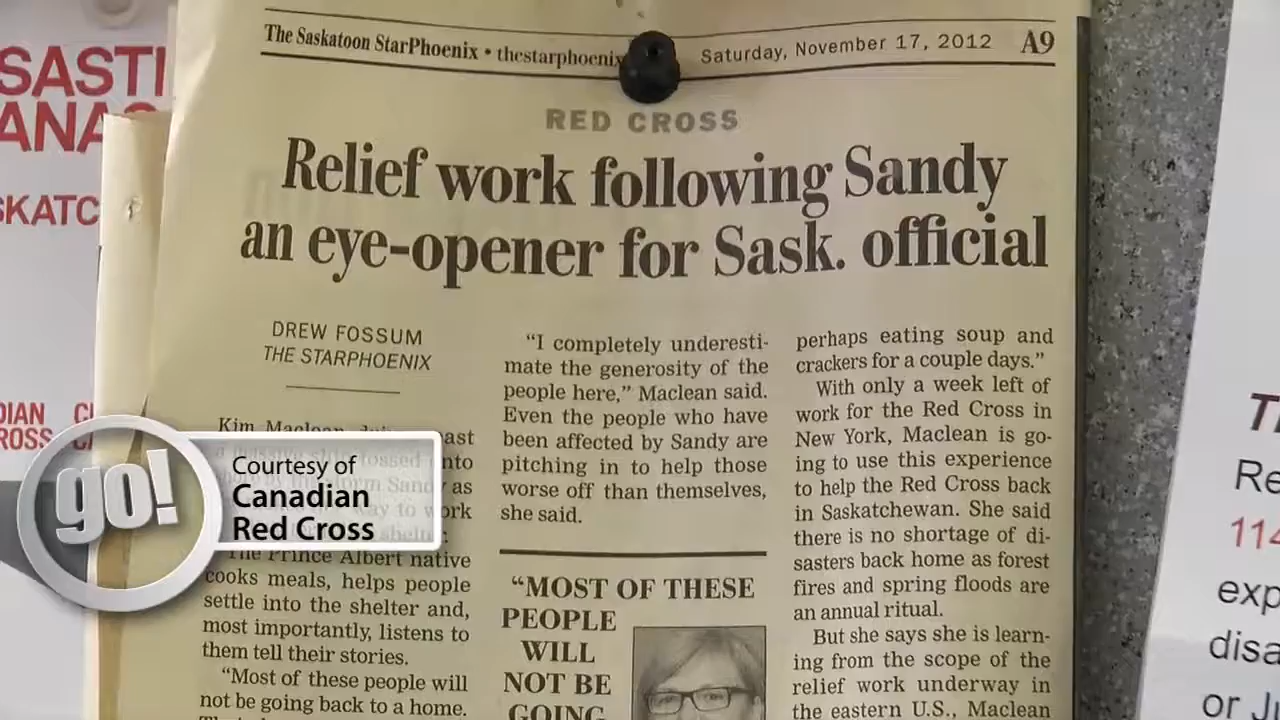 SASTI
ANAG
SKATC
DIAN
ROSS
The Saskatoon StarPhoenix • thestarphoenix
Saturday, November 17, 2012 A9
RED CROSS
Relief work following Sandy
an eye-opener for Sask. official
DREW FOSSUM
THE STARPHOENIX
Kim Maclean
The Prince Albert native
cooks meals, helps people
settle into the shelter and,
most importantly, listens to
them tell their stories.
“Most of these people will
not be going back to a home.
“I completely underesti-
mate the generosity of the
people here,” Maclean said.
Even the people who have
been affected by Sandy are
pitching in to help those
worse off than themselves,
she said.
“MOST OF THESE
PEOPLE
WILL
NOT BE
GOING
perhaps eating soup and
crackers for a couple days.”
With only a week left of
work for the Red Cross in
New York, Maclean is go-
ing to use this experience
to help the Red Cross back
in Saskatchewan. She said
there is no shortage of di-
sasters back home as forest
fires and spring floods are
an annual ritual.
But she says she is learn-
ing from the scope of the
relief work underway in
the eastern U.S., Maclean
go!
Courtesy of
Canadian
Red Cross
Re
114
exp
disa
or J